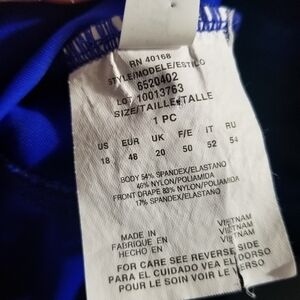 RN 40168
STYLE/MODELE/ESTILO
6520402
LOT 10013763
SIZE/TAILLE/TALLE
1 PC
US EUR UK F/E IT RU
18 48 20 50 52 54
BODY 54% SPANDEX/ELASTANO
46% NYLON/POLIAMIDA
FRONT DRAPE 83% NYLON/POLIAMIDA
17% SPANDEX/ELASTANO
MADE IN VIETNAM
FABRIQUE EN VIETNAM
HECHO EN VIETNAM
FOR CARE SEE REVERSE SIDE
PARA EL CUIDADO VEA EL DORSO
POUR LE SOIN VOIR LE VERSO